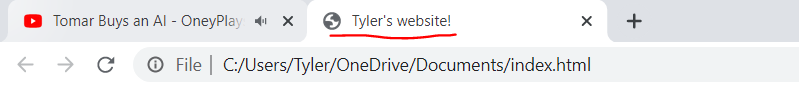 Tomar Buys an AI - OneyPlay Tyler's website!
File | C:/Users/Tyler/OneDrive/Documents/index.html